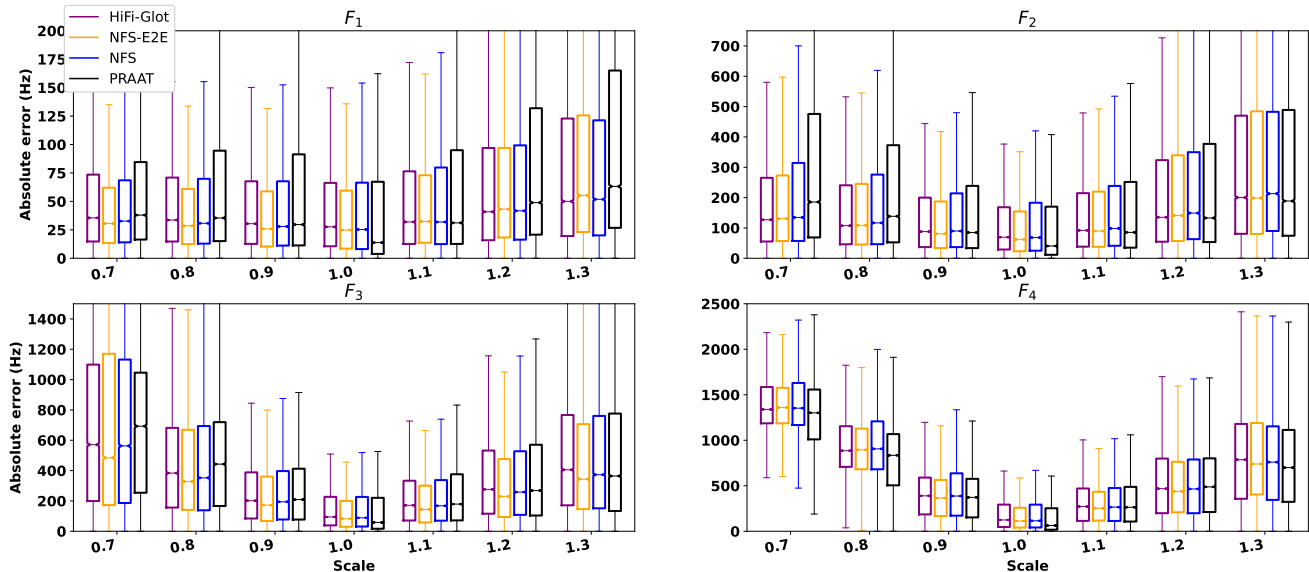 F1
F2
HiFi-Glot
NFS-E2E
NFS
PRAAT
Absolute error (Hz)
200
175
150
125
100
75
50
25
0
0.7 0.8 0.9 1.0 1.1 1.2 1.3
700
600
500
400
300
200
100
0
0.7 0.8 0.9 1.0 1.1 1.2 1.3
F3
F4
Absolute error (Hz)
1400
1200
1000
800
600
400
200
0
0.7 0.8 0.9 1.0 1.1 1.2 1.3
Scale
2500
2000
1500
1000
500
0
0.7 0.8 0.9 1.0 1.1 1.2 1.3
Scale